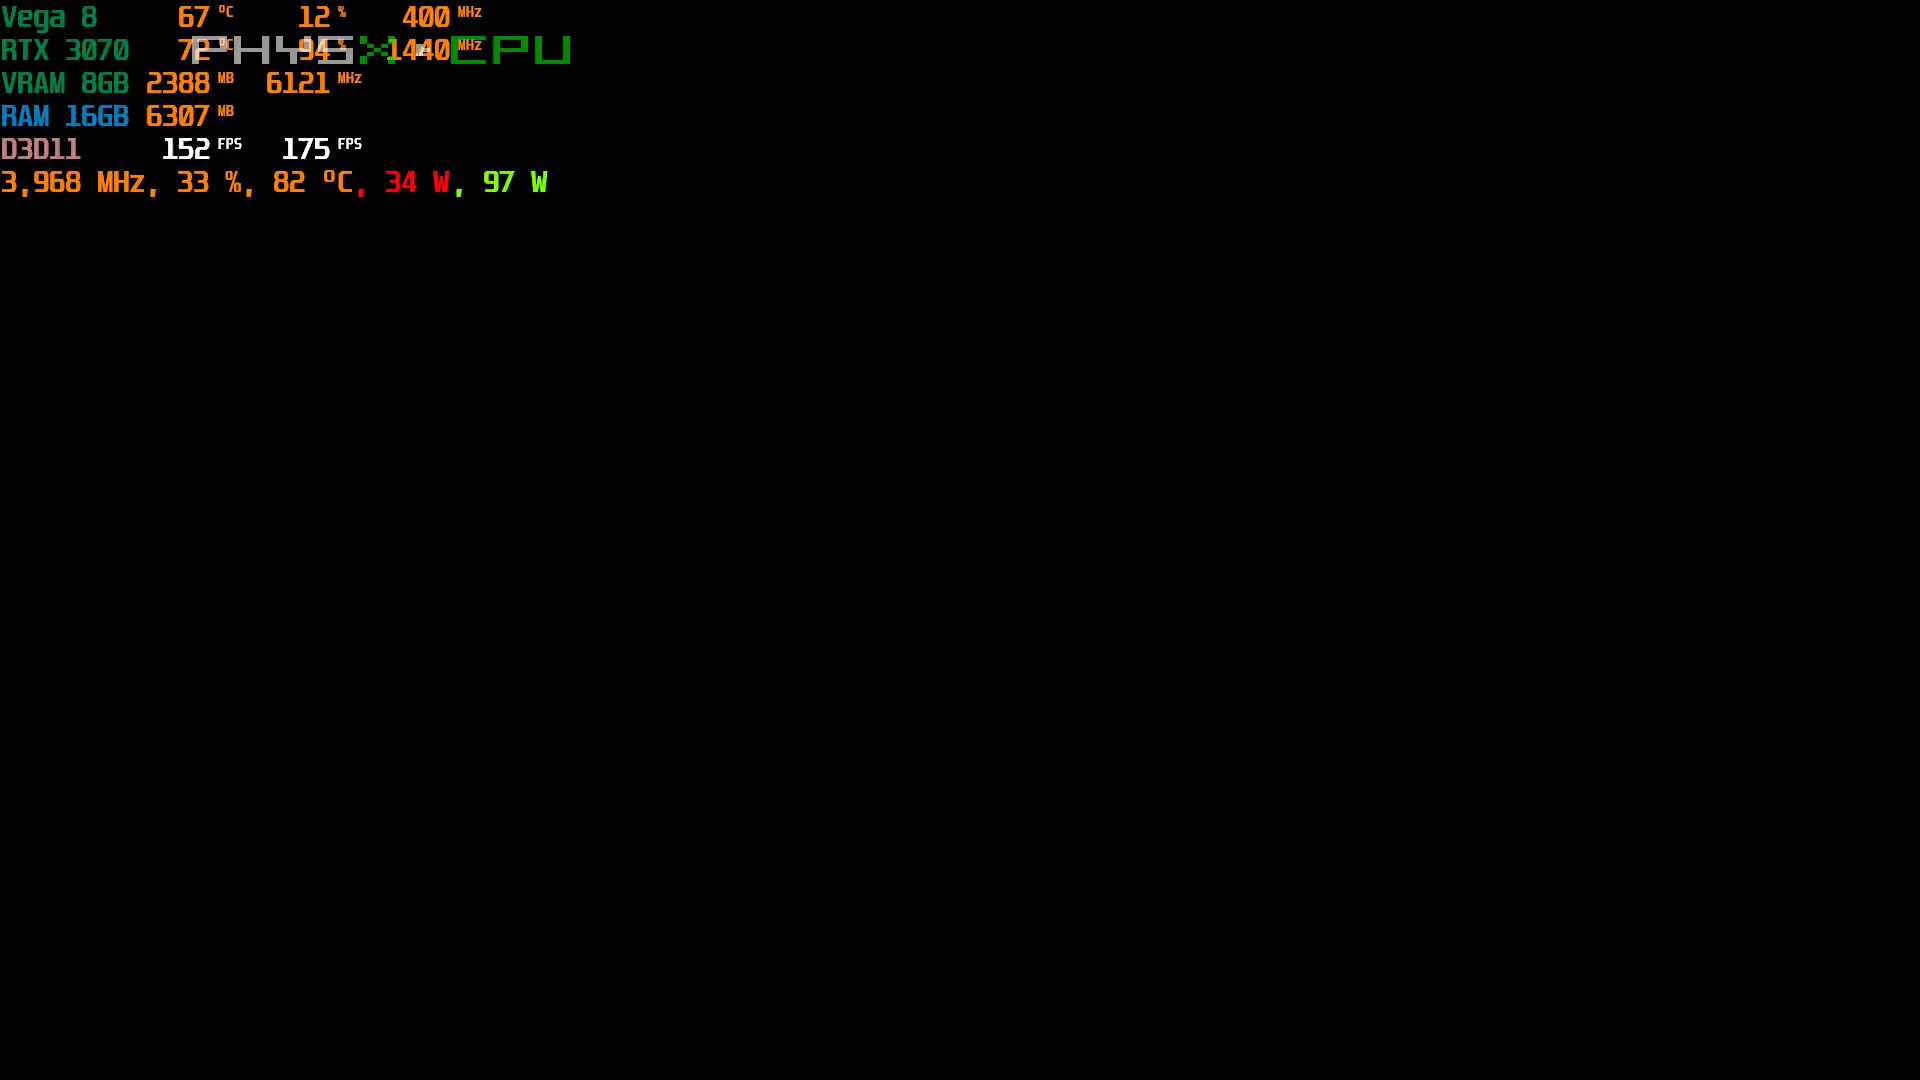 Vega 8 67 °C 12 % 400 MHz
RTX 3070 72 °C 94 % 1440 MHz
PHYSX - CPU
VRAM 8GB 2388 MB 6121 MHz
RAM 16GB 6307 MB
D3D11 152 FPS 175 FPS
3,968 MHz, 33 %, 82 °C, 34 W, 97 W